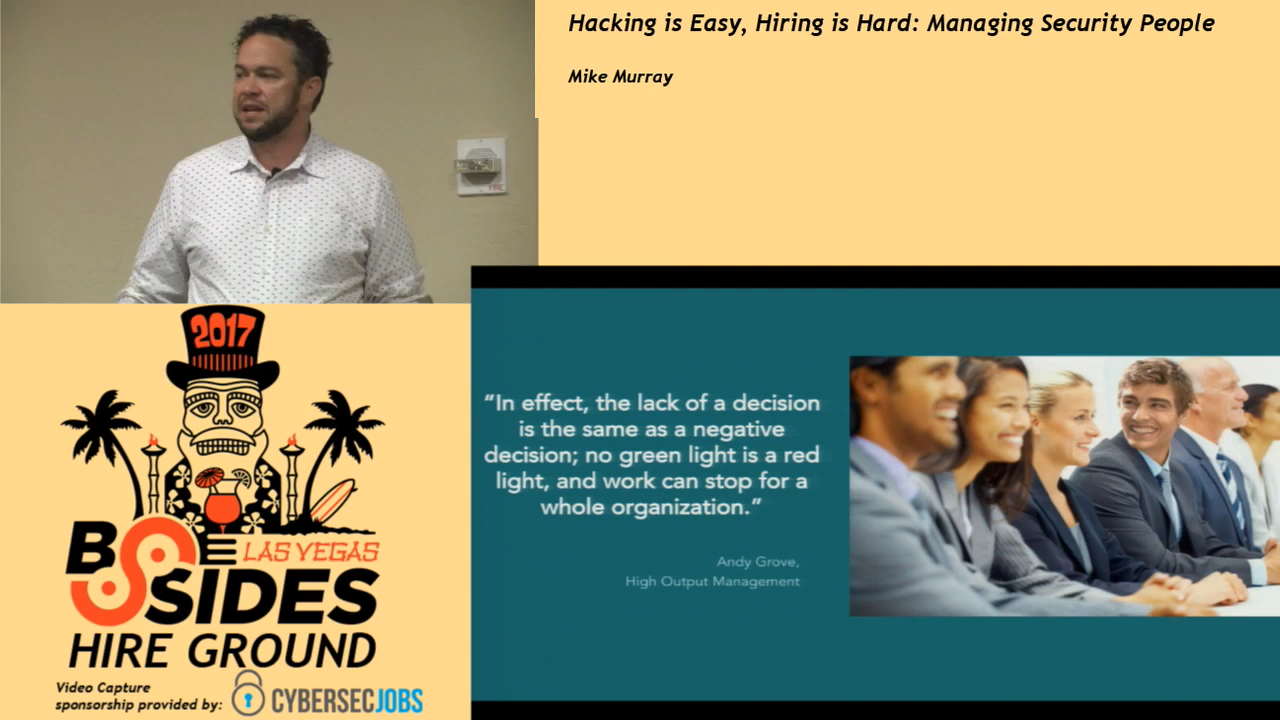 Hacking is Easy, Hiring is Hard: Managing Security People
Mike Murray
FIRE
2017
BSIDES
LAS VEGAS
HIRE GROUND
Video Capture
sponsorship provided by:
CYBERSECJOBS
“In effect, the lack of a decision
is the same as a negative
decision; no green light is a red
light, and work can stop for a
whole organization.”
Andy Grove,
High Output Management